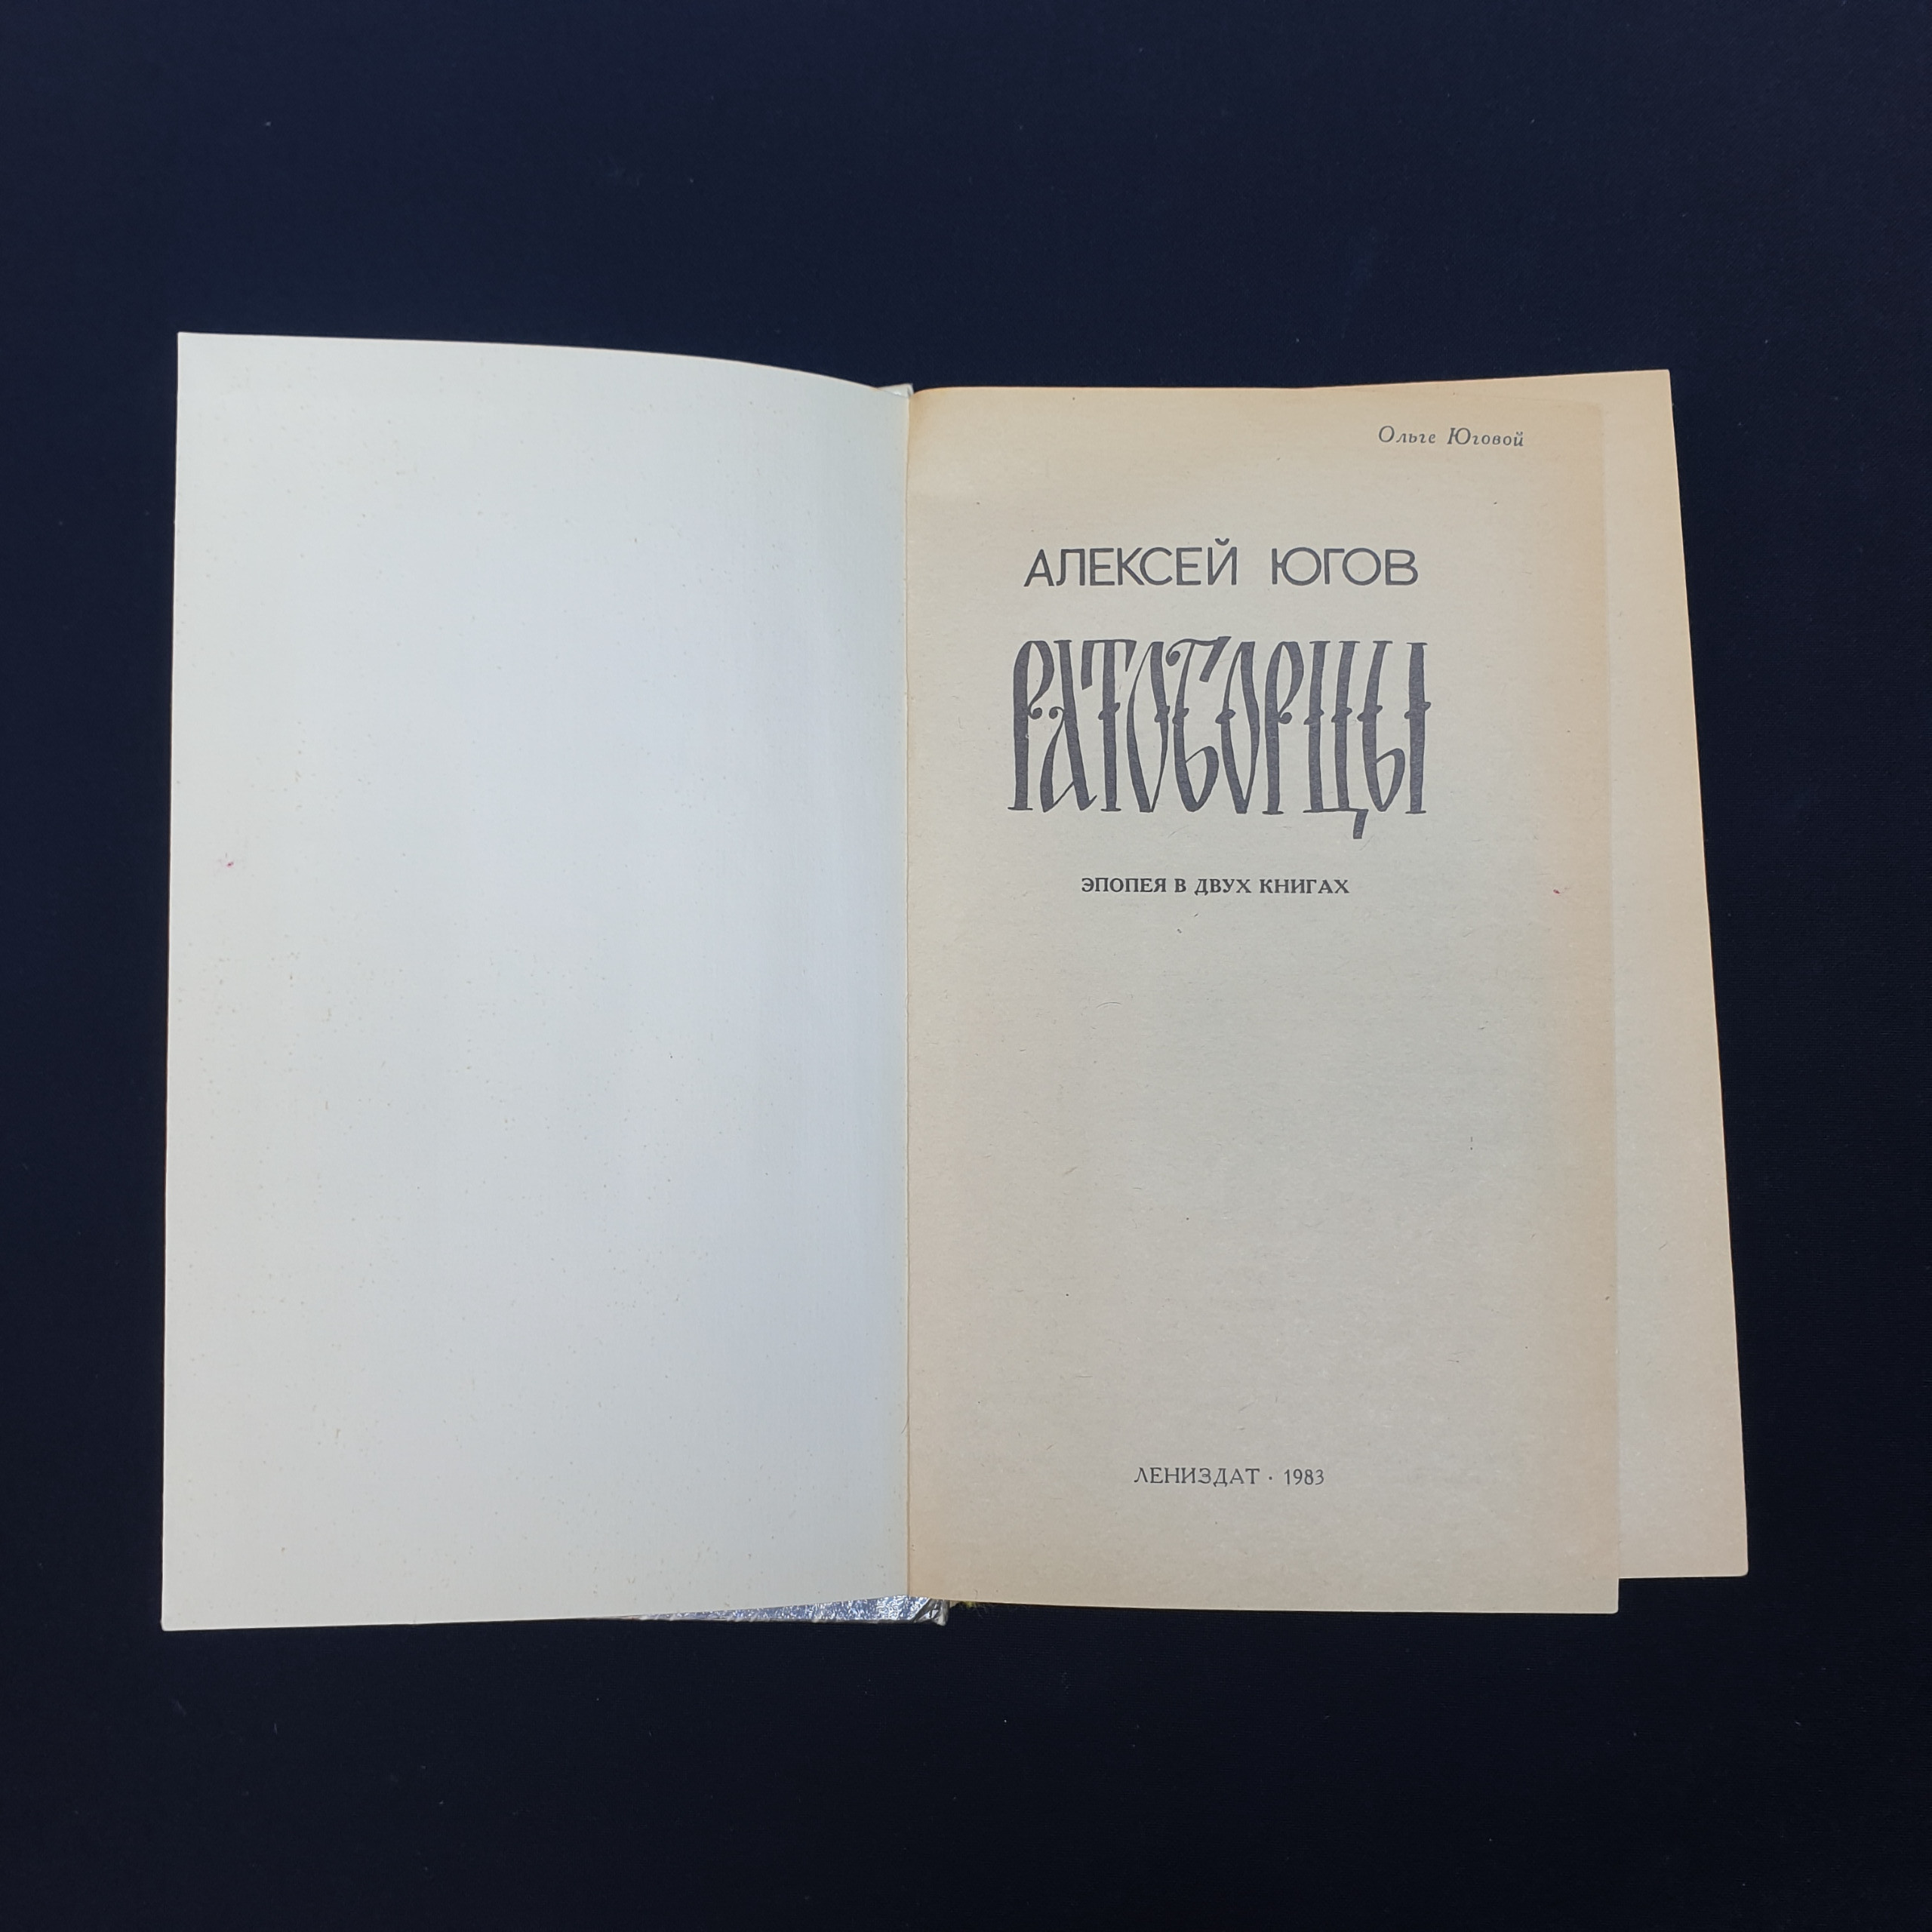 Ольге Юговой
АЛЕКСЕЙ ЮГОВ
РАТОБОРЦЫ
ЭПОПЕЯ В ДВУХ КНИГАХ
ЛЕНИЗДАТ · 1983